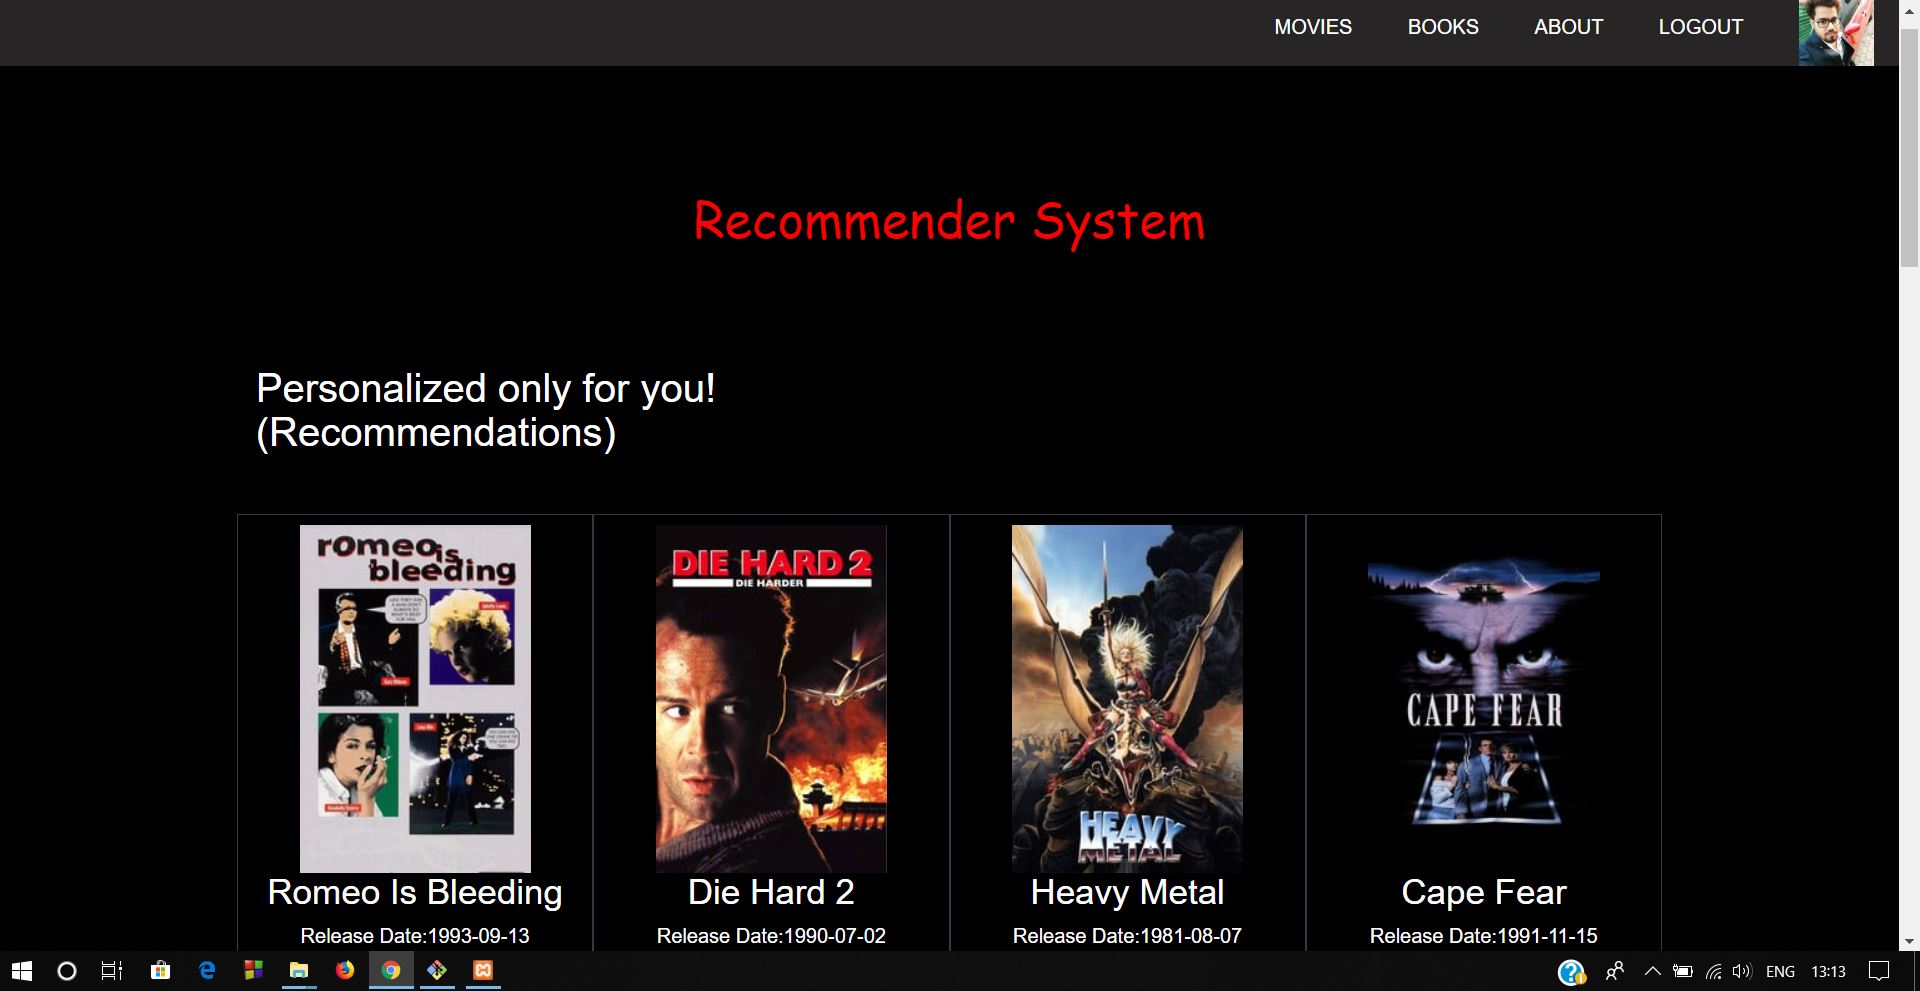 MOVIES BOOKS ABOUT LOGOUT
Recommender System
Personalized only for you!
(Recommendations)
romeo is
bleeding
DIE HARD 2
DIE HARDER
HEAVY
METAL
CAPE FEAR
Romeo Is Bleeding
Die Hard 2
Heavy Metal
Cape Fear
Release Date:1993-09-13
Release Date:1990-07-02
Release Date:1981-08-07
Release Date:1991-11-15
ENG 13:13